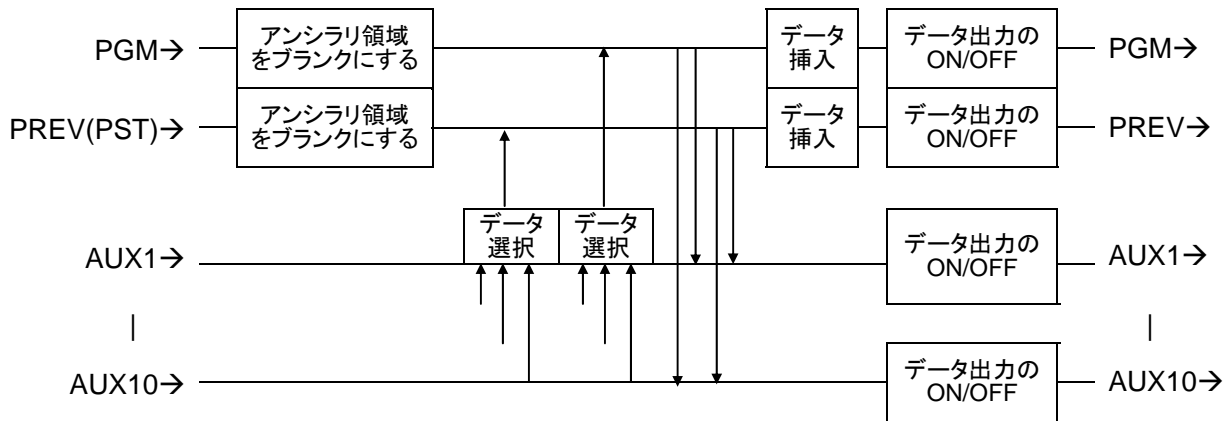 PGM→
アンシラリ領域
をブランクにする
データ
挿入
データ出力の
ON/OFF
PGM→
PREV(PST)→
アンシラリ領域
をブランクにする
データ
挿入
データ出力の
ON/OFF
PREV→
AUX1→
データ
選択
データ
選択
データ出力の
ON/OFF
AUX1→
|
|
AUX10→
データ出力の
ON/OFF
AUX10→